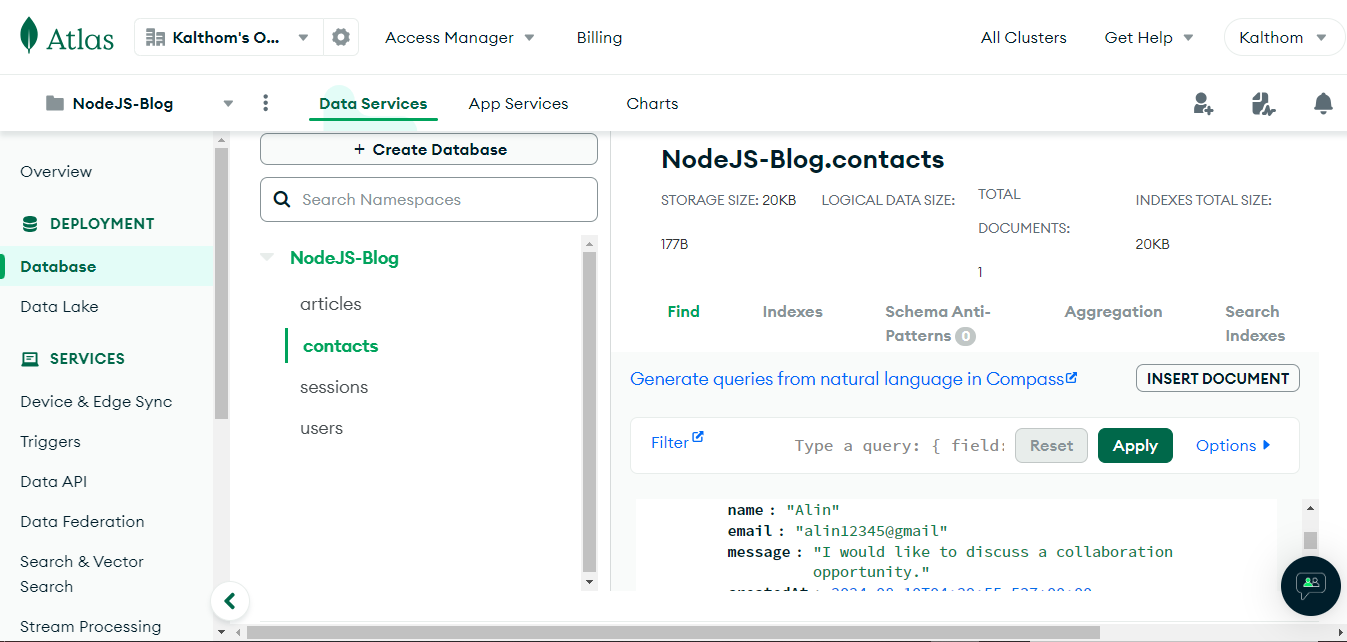 Atlas
Kalthom's O...
Access Manager
Billing
All Clusters
Get Help
Kalthom
NodeJS-Blog
Data Services
App Services
Charts
Overview
DEPLOYMENT
Database
Data Lake
SERVICES
Device & Edge Sync
Triggers
Data API
Data Federation
Search & Vector
Search
Stream Processing
+ Create Database
Search Namespaces
NodeJS-Blog
articles
contacts
sessions
users
NodeJS-Blog.contacts
STORAGE SIZE: 20KB
LOGICAL DATA SIZE:
177B
TOTAL
DOCUMENTS:
1
INDEXES TOTAL SIZE:
20KB
Find
Indexes
Schema Anti-
Patterns 0
Aggregation
Search
Indexes
Generate queries from natural language in Compass
INSERT DOCUMENT
Filter
Type a query: { field:
Reset
Apply
Options
name : "Alin"
email : "alin12345@gmail"
message : "I would like to discuss a collaboration
opportunity."
createdAt :